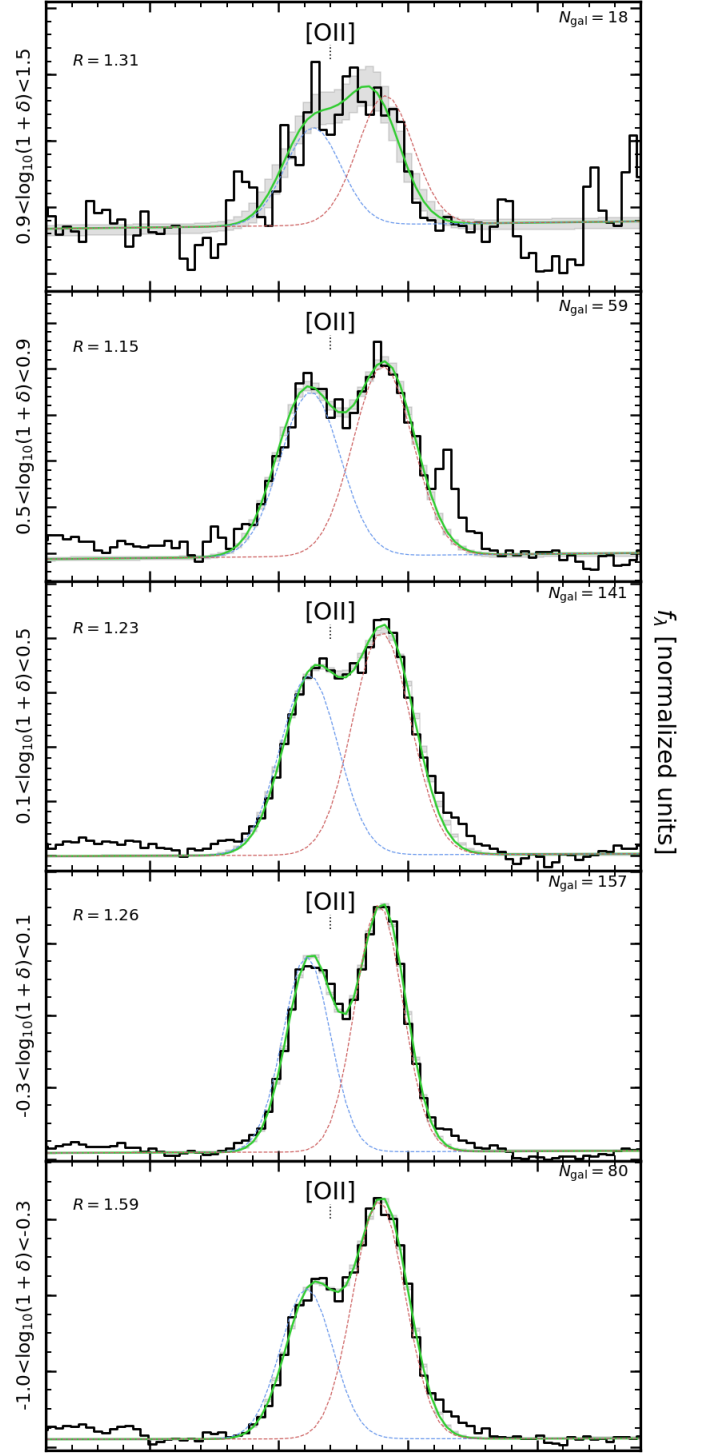 [OII]
N_gal = 18
R = 1.31
0.9<log₁₀(1 + δ)<1.5
[OII]
N_gal = 59
R = 1.15
0.5<log₁₀(1 + δ)<0.9
[OII]
N_gal = 141
R = 1.23
0.1<log₁₀(1 + δ)<0.5
f_λ [normalized units]
[OII]
N_gal = 157
R = 1.26
-0.3<log₁₀(1 + δ)<0.1
[OII]
N_gal = 80
R = 1.59
-1.0<log₁₀(1 + δ)<-0.3